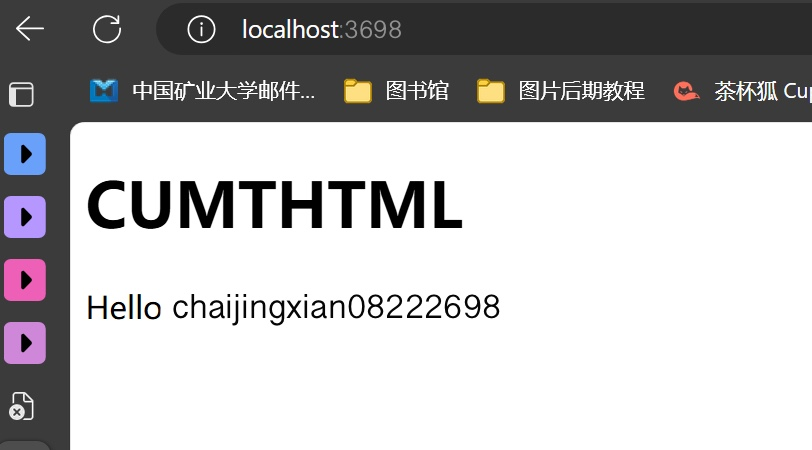 localhost:3698
中国矿业大学邮件... 图书馆 图片后期教程 茶杯狐 Cup
CUMTHTML
Hello chaijingxian08222698